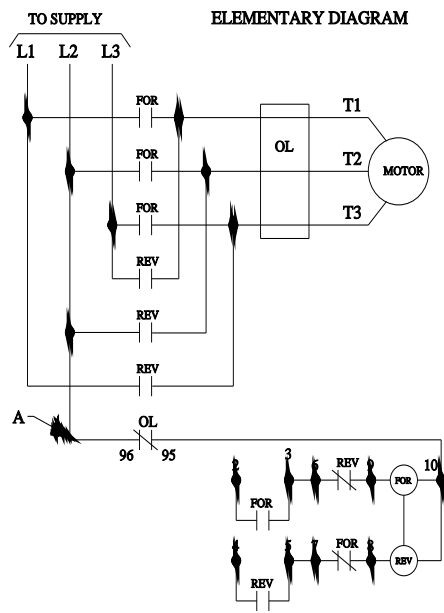 TO SUPPLY ELEMENTARY DIAGRAM
L1 L2 L3
FOR
T1
OL
FOR
T2
MOTOR
FOR
T3
REV
REV
REV
A
OL
96 95
2 3 6 REV 9 FOR 10
FOR
4 5 7 FOR 8 REV
REV